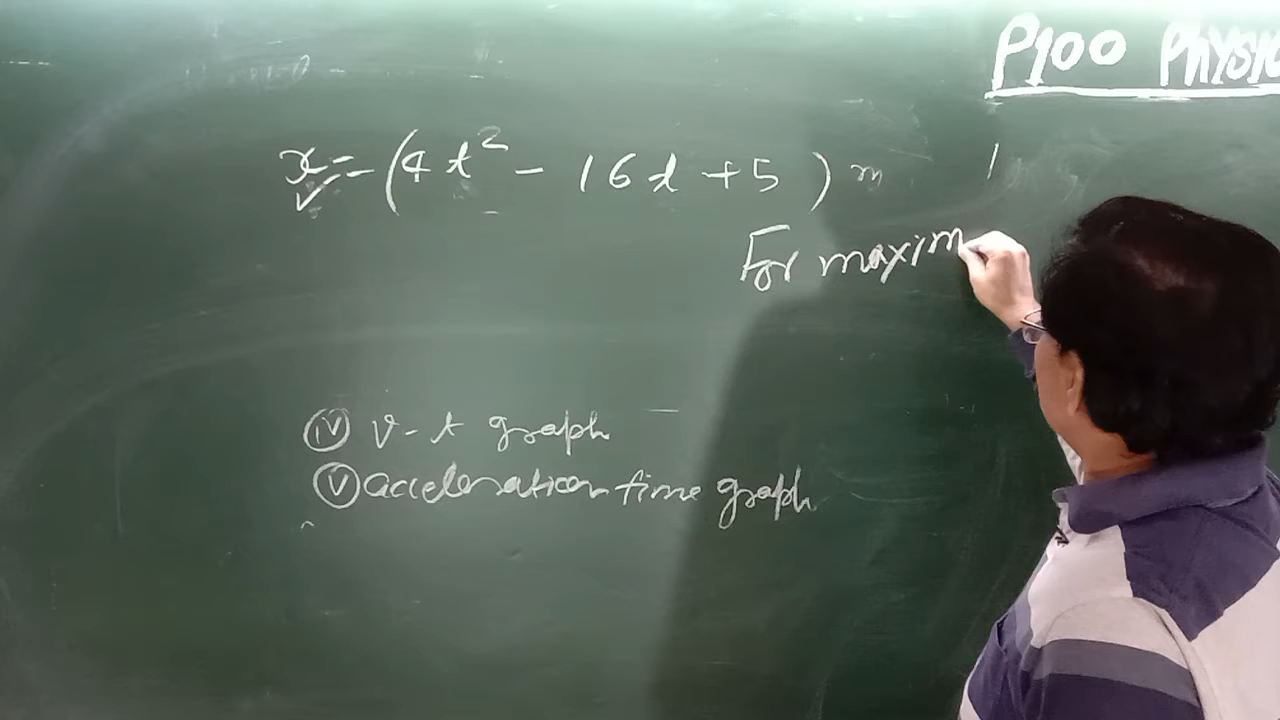 P100 Physic
x = -(4t² - 16t + 5) m
For maxim
(iv) v-t graph
(v) acceleration time graph